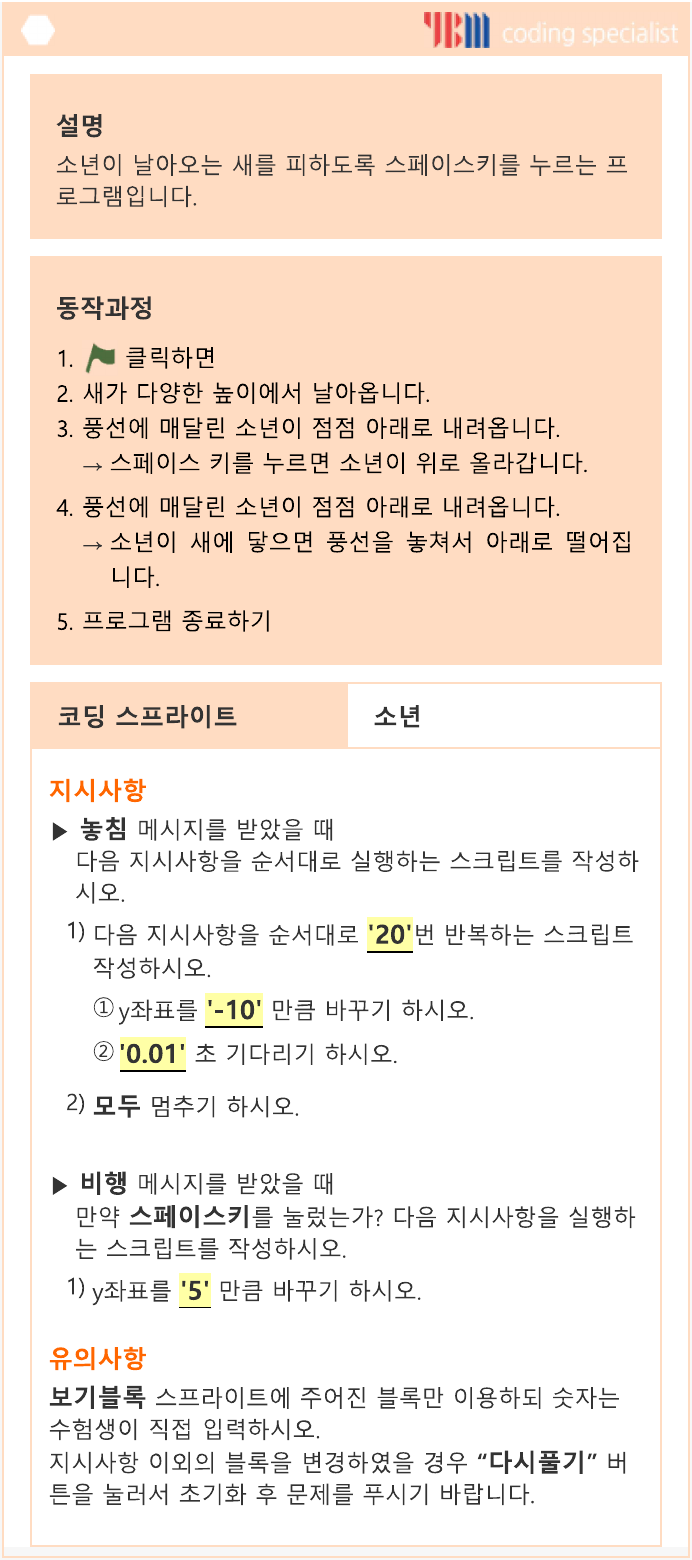 YBM coding specialist
설명
소년이 날아오는 새를 피하도록 스페이스키를 누르는 프
로그램입니다.
동작과정
1. 클릭하면
2. 새가 다양한 높이에서 날아옵니다.
3. 풍선에 매달린 소년이 점점 아래로 내려옵니다.
→ 스페이스 키를 누르면 소년이 위로 올라갑니다.
4. 풍선에 매달린 소년이 점점 아래로 내려옵니다.
→ 소년이 새에 닿으면 풍선을 놓쳐서 아래로 떨어집
니다.
5. 프로그램 종료하기
코딩 스프라이트 소년
지시사항
▶ 놓침 메시지를 받았을 때
다음 지시사항을 순서대로 실행하는 스크립트를 작성하
시오.
1) 다음 지시사항을 순서대로 '20'번 반복하는 스크립트
작성하시오.
① y좌표를 '-10' 만큼 바꾸기 하시오.
② '0.01' 초 기다리기 하시오.
2) 모두 멈추기 하시오.
▶ 비행 메시지를 받았을 때
만약 스페이스키를 눌렀는가? 다음 지시사항을 실행하
는 스크립트를 작성하시오.
1) y좌표를 '5' 만큼 바꾸기 하시오.
유의사항
보기블록 스프라이트에 주어진 블록만 이용하되 숫자는
수험생이 직접 입력하시오.
지시사항 이외의 블록을 변경하였을 경우 “다시풀기” 버
튼을 눌러서 초기화 후 문제를 푸시기 바랍니다.